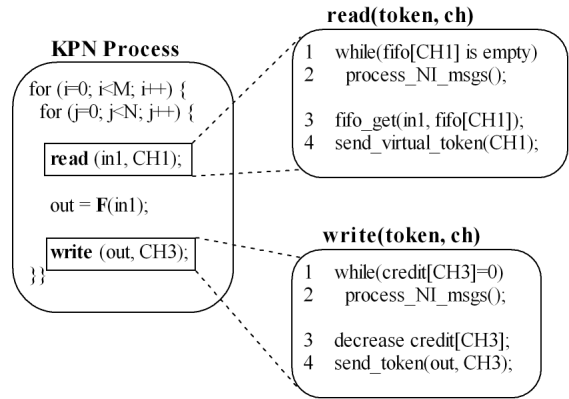 KPN Process
for (i=0; i<M; i++) {
for (j=0; j<N; j++) {
read (in1, CH1);
out = F(in1);
write (out, CH3);
}}
read(token, ch)
1 while(fifo[CH1] is empty)
2 process_NI_msgs();
3 fifo_get(in1, fifo[CH1]);
4 send_virtual_token(CH1);
write(token, ch)
1 while(credit[CH3]=0)
2 process_NI_msgs();
3 decrease credit[CH3];
4 send_token(out, CH3);